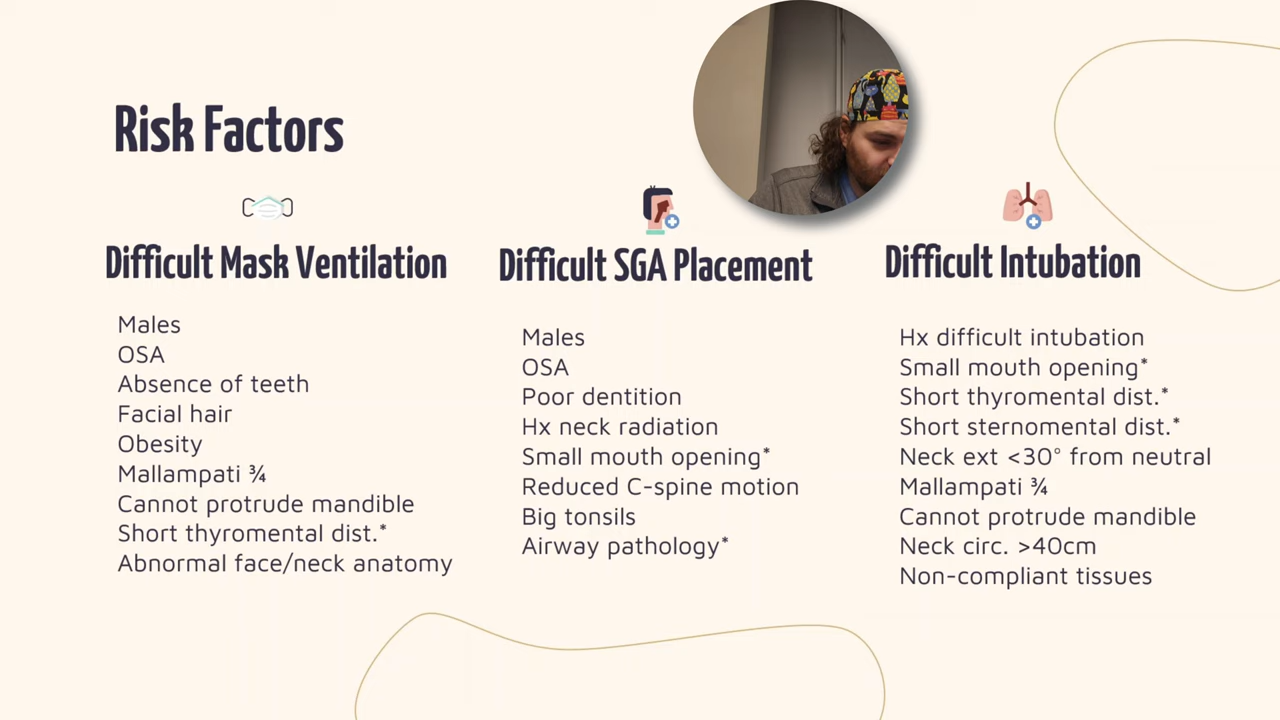 Risk Factors
Difficult Mask Ventilation
Males
OSA
Absence of teeth
Facial hair
Obesity
Mallampati ¾
Cannot protrude mandible
Short thyromental dist.*
Abnormal face/neck anatomy
Difficult SGA Placement
Males
OSA
Poor dentition
Hx neck radiation
Small mouth opening*
Reduced C-spine motion
Big tonsils
Airway pathology*
Difficult Intubation
Hx difficult intubation
Small mouth opening*
Short thyromental dist.*
Short sternomental dist.*
Neck ext <30° from neutral
Mallampati ¾
Cannot protrude mandible
Neck circ. >40cm
Non-compliant tissues